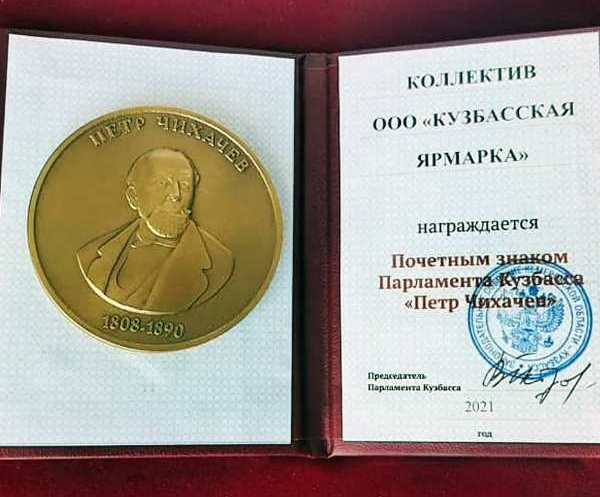 ПЕТР ЧИХАЧЕВ
1808-1890
КОЛЛЕКТИВ
ООО «КУЗБАССКАЯ
ЯРМАРКА»
награждается
Почетным знаком
Парламента Кузбасса
«Петр Чихачев»
Председатель
Парламента Кузбасса
2021
год